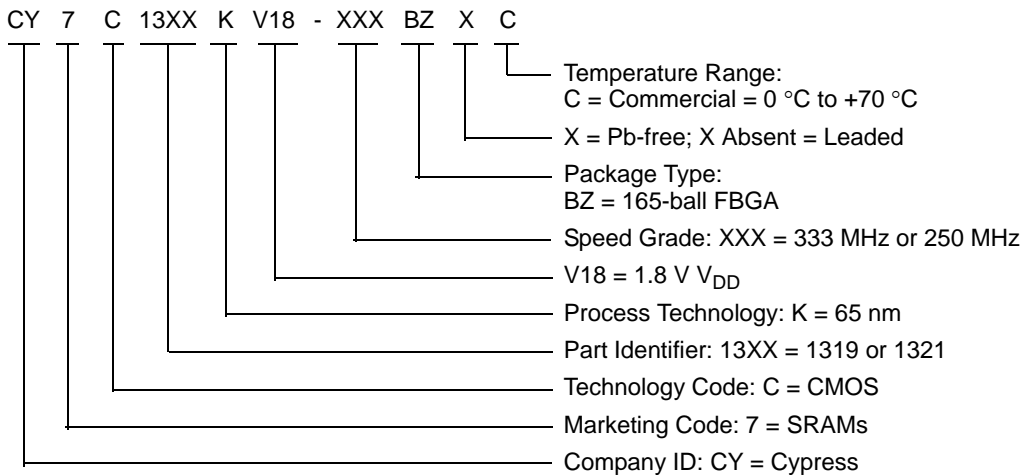 CY 7 C 13XX K V18 - XXX BZ X C
Temperature Range:
C = Commercial = 0 °C to +70 °C
X = Pb-free; X Absent = Leaded
Package Type:
BZ = 165-ball FBGA
Speed Grade: XXX = 333 MHz or 250 MHz
V18 = 1.8 V VDD
Process Technology: K = 65 nm
Part Identifier: 13XX = 1319 or 1321
Technology Code: C = CMOS
Marketing Code: 7 = SRAMs
Company ID: CY = Cypress